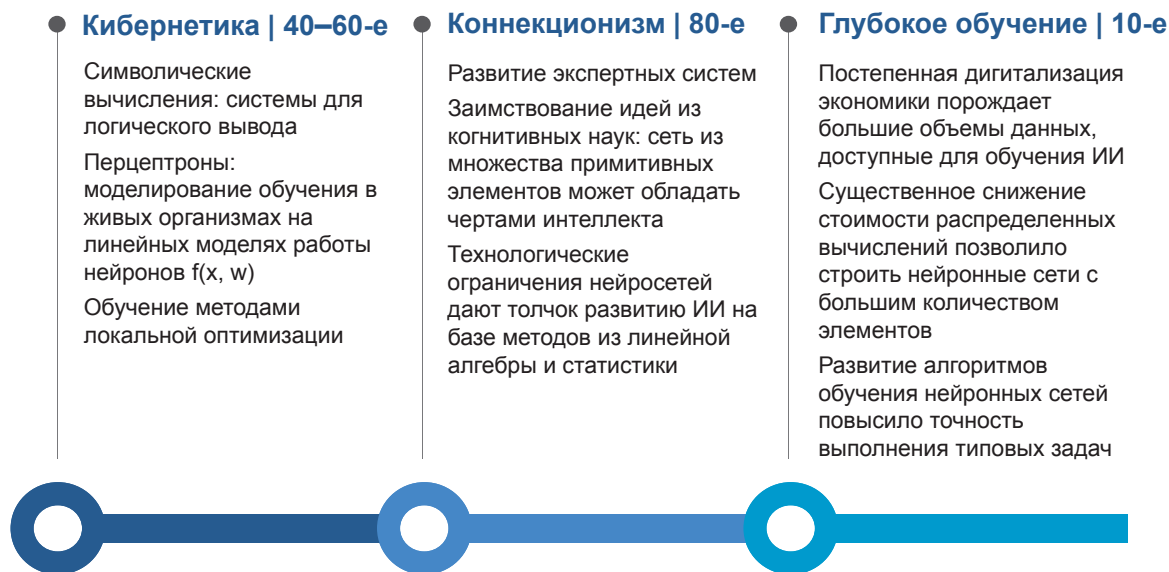 Кибернетика | 40–60-е
Символические
вычисления: системы для
логического вывода
Перцептроны:
моделирование обучения в
живых организмах на
линейных моделях работы
нейронов f(x, w)
Обучение методами
локальной оптимизации
Коннекционизм | 80-е
Развитие экспертных систем
Заимствование идей из
когнитивных наук: сеть из
множества примитивных
элементов может обладать
чертами интеллекта
Технологические
ограничения нейросетей
дают толчок развитию ИИ на
базе методов из линейной
алгебры и статистики
Глубокое обучение | 10-е
Постепенная дигитализация
экономики порождает
большие объемы данных,
доступные для обучения ИИ
Существенное снижение
стоимости распределенных
вычислений позволило
строить нейронные сети с
большим количеством
элементов
Развитие алгоритмов
обучения нейронных сетей
повысило точность
выполнения типовых задач